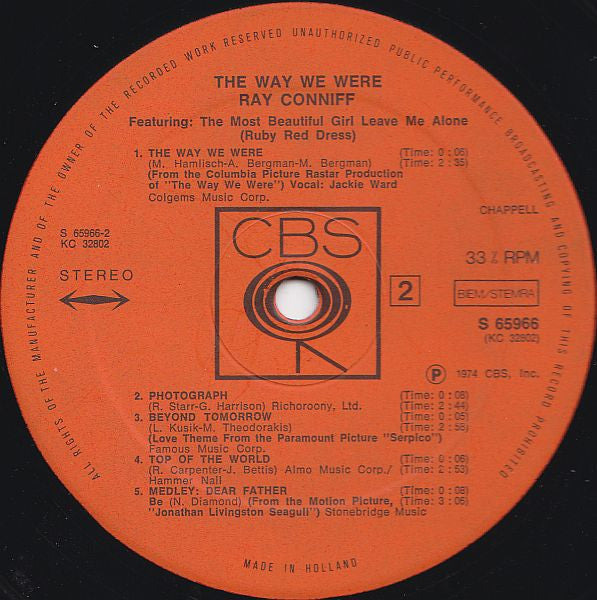 ALL RIGHTS OF THE MANUFACTURER AND OF THE OWNER OF THE RECORDED WORK RESERVED UNAUTHORIZED PUBLIC PERFORMANCE BROADCASTING AND COPYING OF THIS RECORD PROHIBITED
THE WAY WE WERE
RAY CONNIFF
Featuring: The Most Beautiful Girl Leave Me Alone
(Ruby Red Dress)
1. THE WAY WE WERE (Time: 0:06)
(M. Hamlisch-A. Bergman-M. Bergman) (Time: 2:35)
(From the Columbia Picture Rastar Production
of "The Way We Were") Vocal: Jackie Ward
Colgems Music Corp.
CHAPPELL
S 65966-2
KC 32802
CBS
STEREO
33⅓ RPM
2
BIEM/STEMRA
S 65966
(KC 32802)
P 1974 CBS, Inc.
2. PHOTOGRAPH (Time: 0:08)
(R. Starr-G. Harrison) Richoroony, Ltd. (Time: 2:44)
3. BEYOND TOMORROW (Time: 0:05)
(L. Kusik-M. Theodorakis) (Time: 2:56)
(Love Theme From the Paramount Picture "Serpico")
Famous Music Corp.
4. TOP OF THE WORLD (Time: 0:06)
(R. Carpenter-J. Bettis) Almo Music Corp./ (Time: 2:53)
Hammer Nall
5. MEDLEY: DEAR FATHER (Time: 0:08)
Be (N. Diamond) (From the Motion Picture, (Time: 3:06)
"Jonathan Livingston Seagull") Stonebridge Music
MADE IN HOLLAND